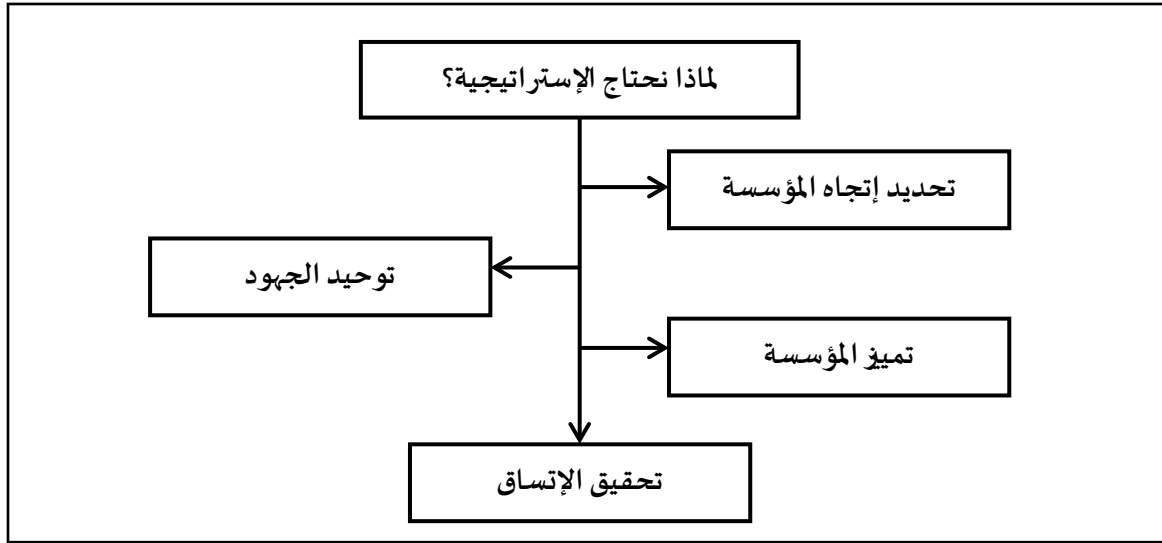 لماذا نحتاج الإستراتيجية؟
تحديد إتجاه المؤسسة
توحيد الجهود
تميز المؤسسة
تحقيق الإتساق